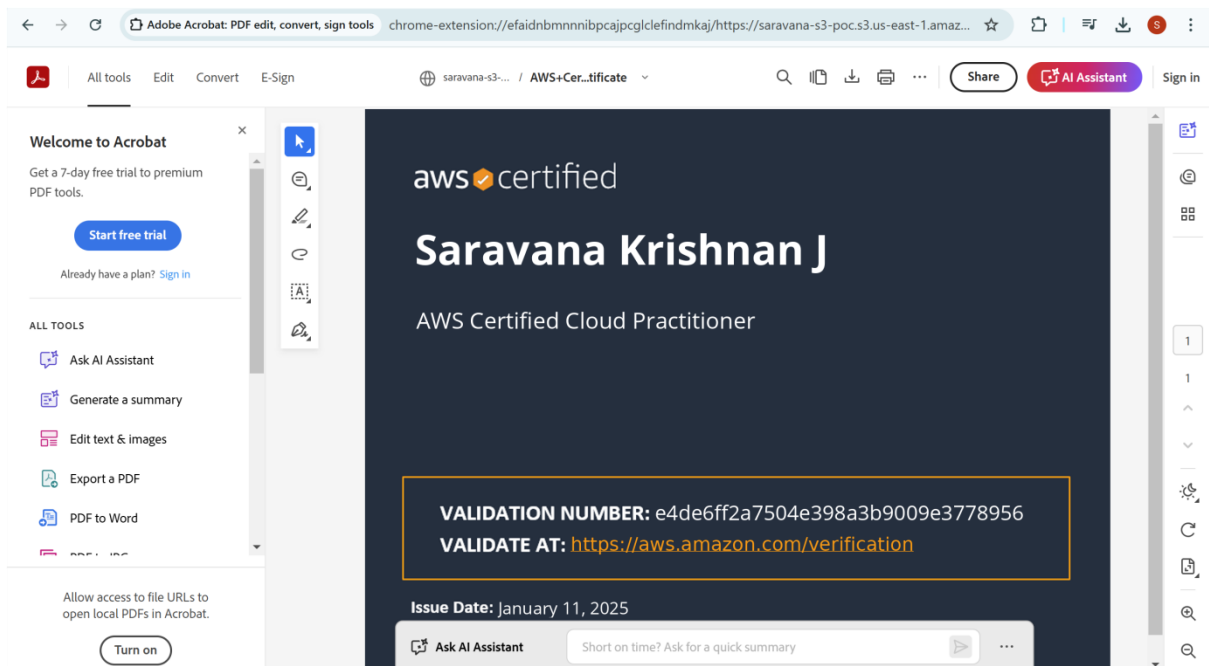 Adobe Acrobat: PDF edit, convert, sign tools chrome-extension://efaidnbmnnnibpcajpcglclefindmkaj/https://saravana-s3-poc.s3.us-east-1.amaz... S
All tools Edit Convert E-Sign saravana-s3-... / AWS+Cer...tificate Share AI Assistant Sign in
Welcome to Acrobat
Get a 7-day free trial to premium
PDF tools.
Start free trial
Already have a plan? Sign in
ALL TOOLS
Ask AI Assistant
Generate a summary
Edit text & images
Export a PDF
PDF to Word
Allow access to file URLs to
open local PDFs in Acrobat.
Turn on
aws certified
Saravana Krishnan J
AWS Certified Cloud Practitioner
VALIDATION NUMBER: e4de6ff2a7504e398a3b9009e3778956
VALIDATE AT: https://aws.amazon.com/verification
Issue Date: January 11, 2025
Ask AI Assistant Short on time? Ask for a quick summary
1
1